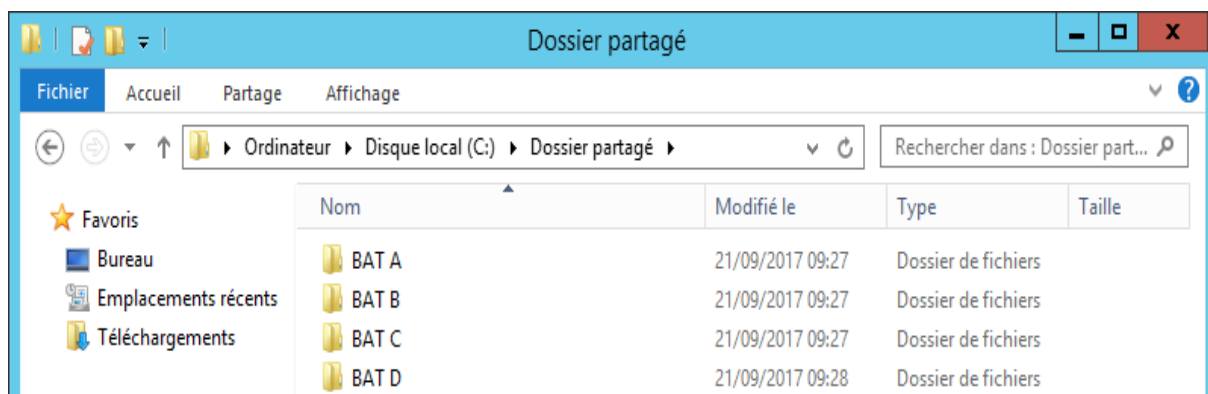 Dossier partagé
Fichier Accueil Partage Affichage
Ordinateur Disque local (C:) Dossier partagé Rechercher dans : Dossier part...
Favoris
Bureau
Emplacements récents
Téléchargements
Nom Modifié le Type Taille
BAT A 21/09/2017 09:27 Dossier de fichiers
BAT B 21/09/2017 09:27 Dossier de fichiers
BAT C 21/09/2017 09:27 Dossier de fichiers
BAT D 21/09/2017 09:28 Dossier de fichiers